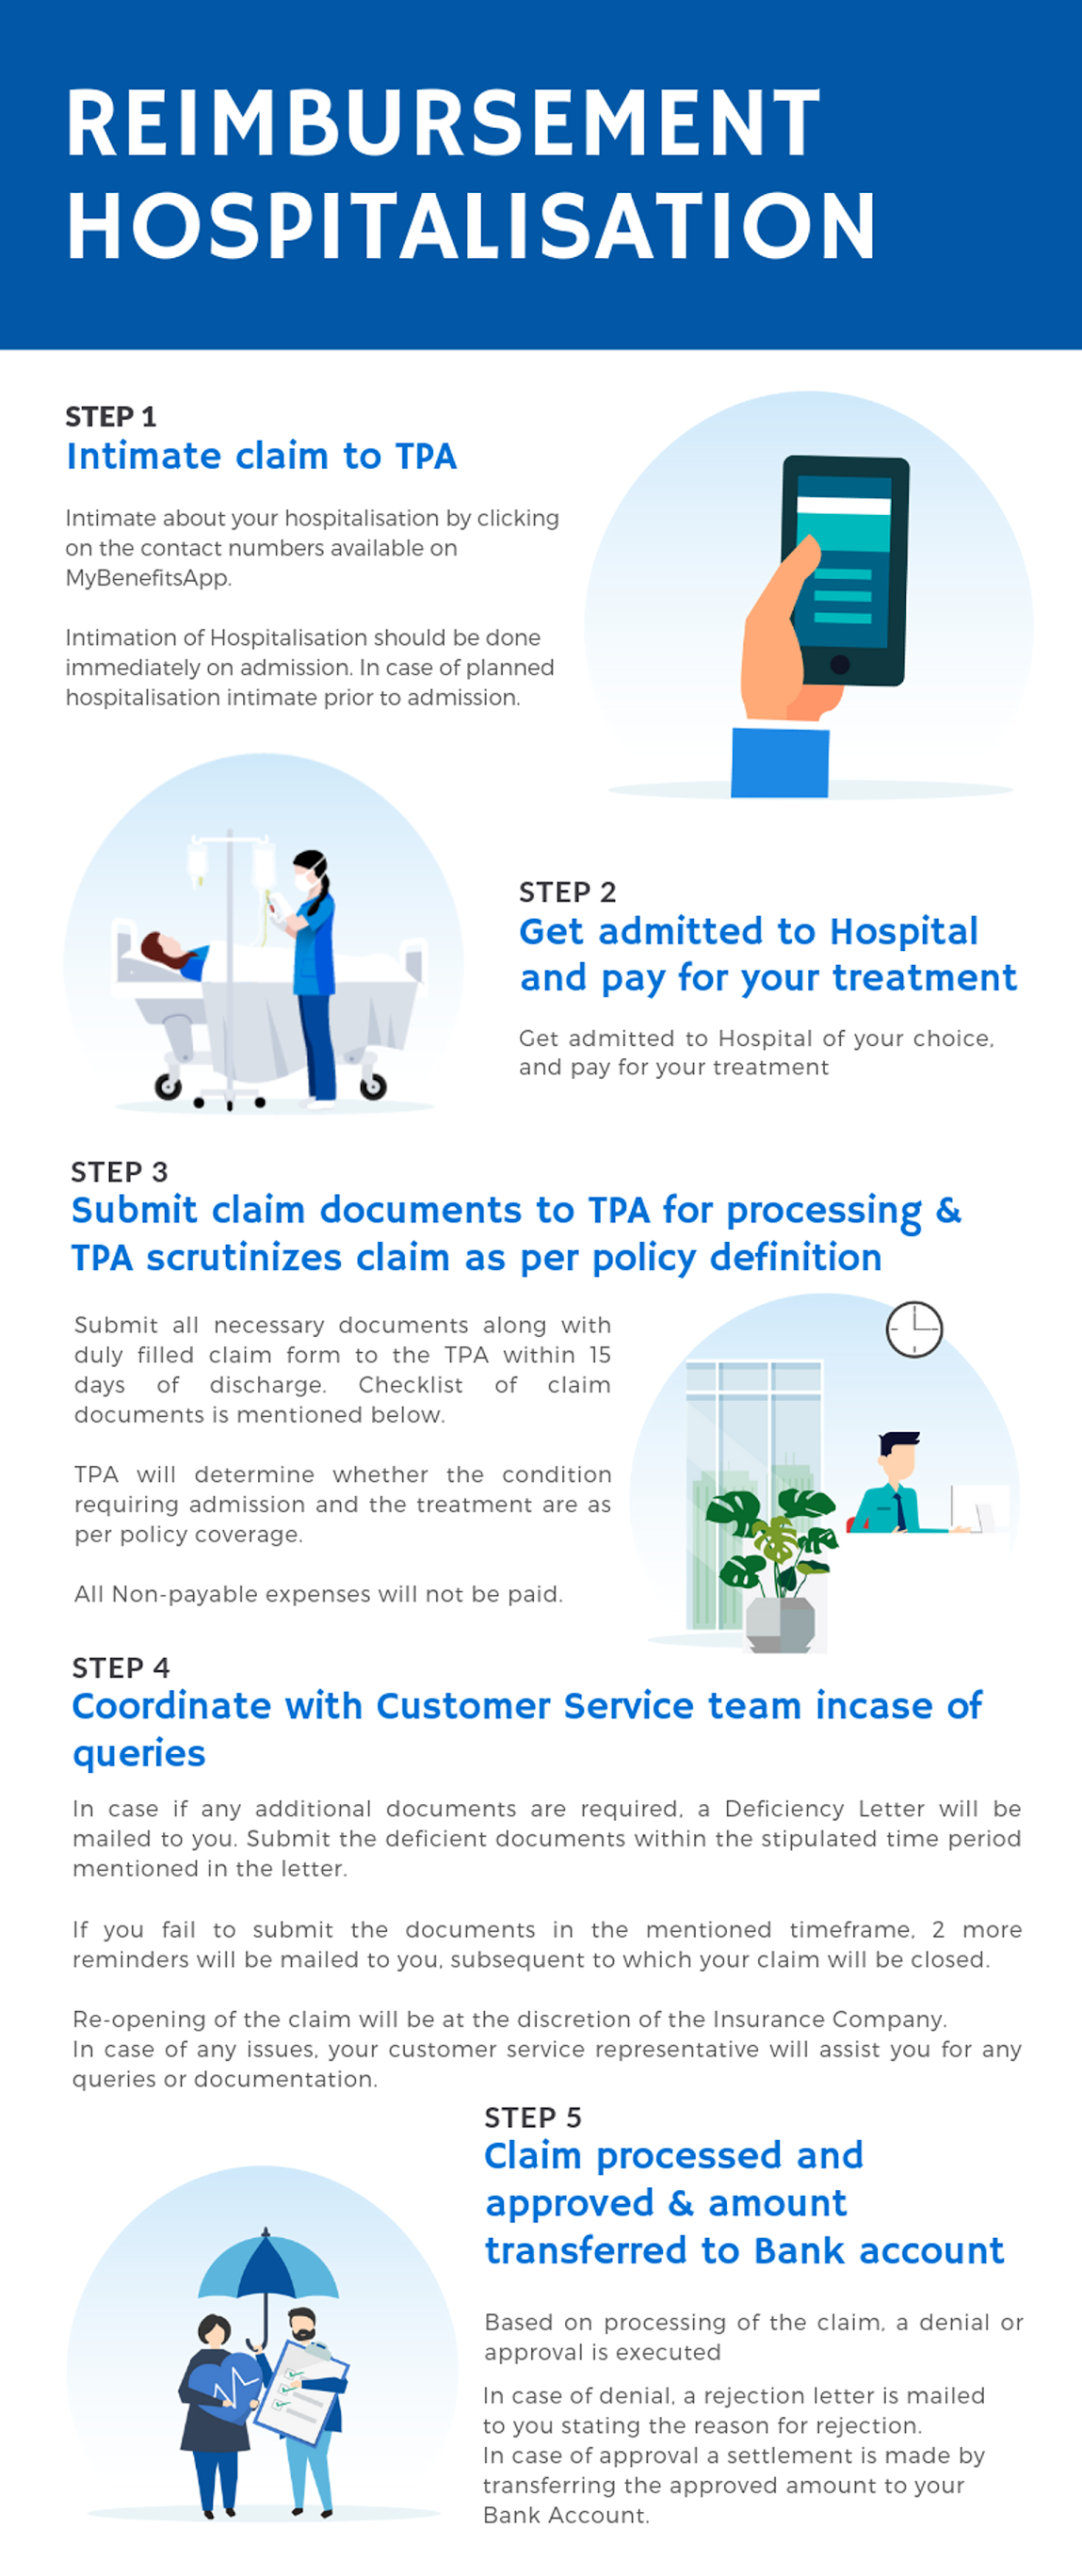 REIMBURSEMENT
HOSPITALISATION
STEP 1
Intimate claim to TPA
Intimate about your hospitalisation by clicking
on the contact numbers available on
MyBenefitsApp.
Intimation of Hospitalisation should be done
immediately on admission. In case of planned
hospitalisation intimate prior to admission.
STEP 2
Get admitted to Hospital
and pay for your treatment
Get admitted to Hospital of your choice,
and pay for your treatment
STEP 3
Submit claim documents to TPA for processing &
TPA scrutinizes claim as per policy definition
Submit all necessary documents along with
duly filled claim form to the TPA within 15
days of discharge. Checklist of claim
documents is mentioned below.
TPA will determine whether the condition
requiring admission and the treatment are as
per policy coverage.
All Non-payable expenses will not be paid.
STEP 4
Coordinate with Customer Service team incase of
queries
In case if any additional documents are required, a Deficiency Letter will be
mailed to you. Submit the deficient documents within the stipulated time period
mentioned in the letter.
If you fail to submit the documents in the mentioned timeframe, 2 more
reminders will be mailed to you, subsequent to which your claim will be closed.
Re-opening of the claim will be at the discretion of the Insurance Company.
In case of any issues, your customer service representative will assist you for any
queries or documentation.
STEP 5
Claim processed and
approved & amount
transferred to Bank account
Based on processing of the claim, a denial or
approval is executed
In case of denial, a rejection letter is mailed
to you stating the reason for rejection.
In case of approval a settlement is made by
transferring the approved amount to your
Bank Account.